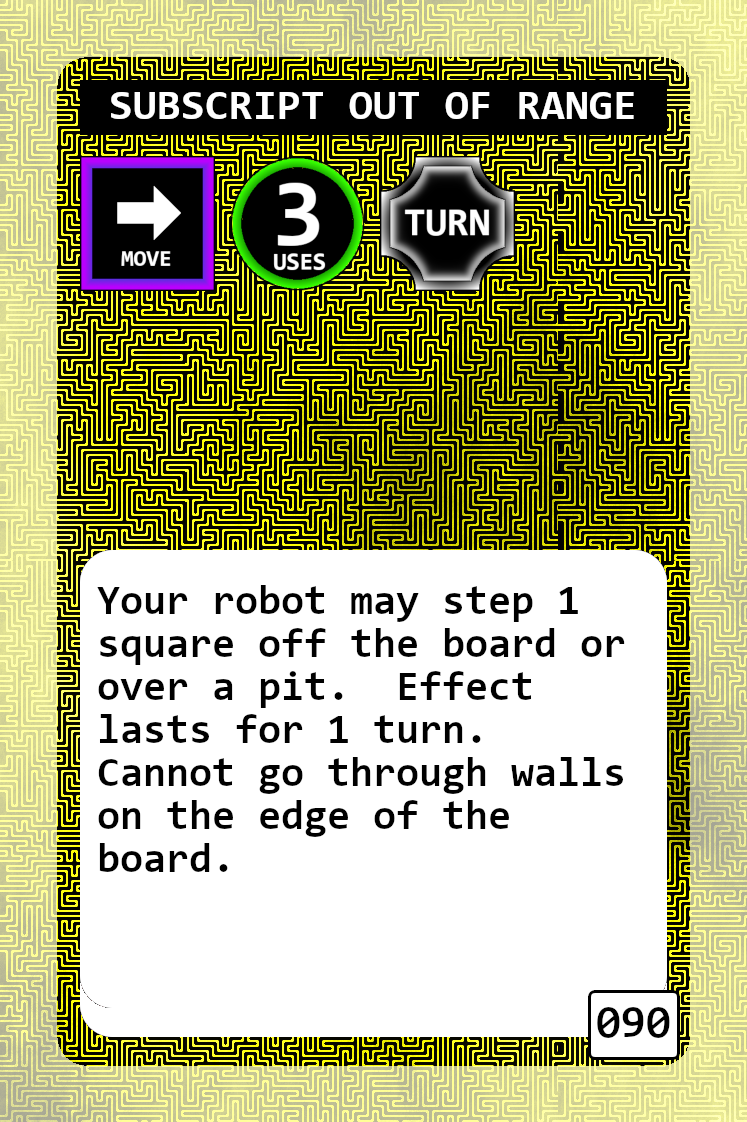 SUBSCRIPT OUT OF RANGE
MOVE
3
USES
TURN
Your robot may step 1
square off the board or
over a pit.  Effect
lasts for 1 turn.
Cannot go through walls
on the edge of the
board.
090